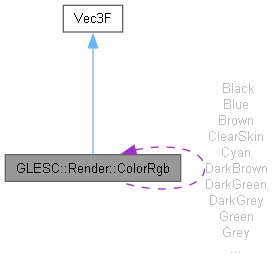 Vec3F
GLESC::Render::ColorRgb
Black
Blue
Brown
ClearSkin
Cyan
DarkBrown
DarkGreen
DarkGrey
Green
Grey
...